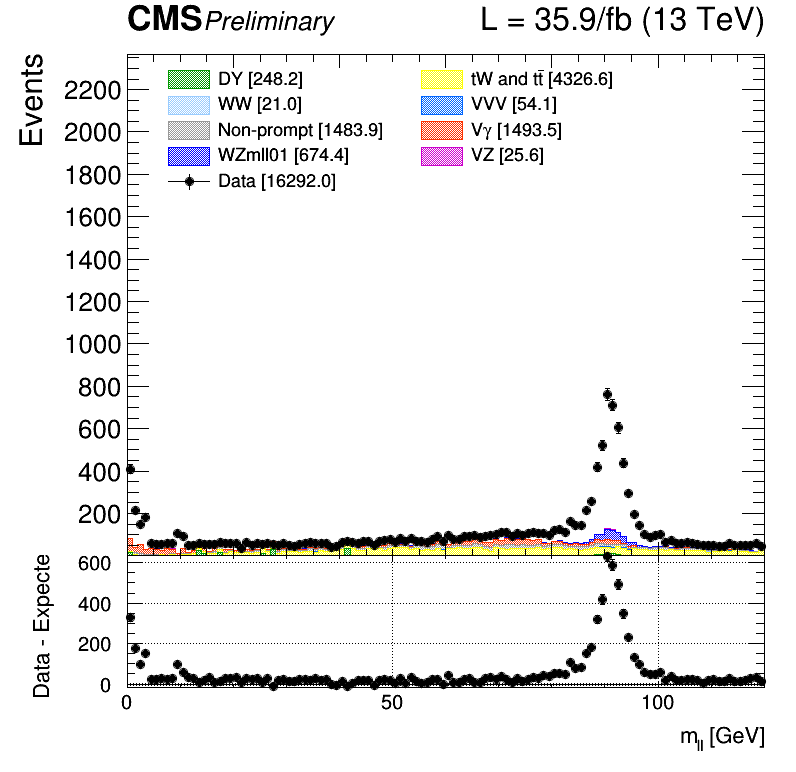 CMS Preliminary L = 35.9/fb (13 TeV)
Events
2200
2000
1800
1600
1400
1200
1000
800
600
400
200
DY [248.2]
WW [21.0]
Non-prompt [1483.9]
WZmll01 [674.4]
Data [16292.0]
tW and tt̄ [4326.6]
VVV [54.1]
Vγ [1493.5]
VZ [25.6]
Data - Expecte
600
400
200
0
0 50 100
m_ll [GeV]